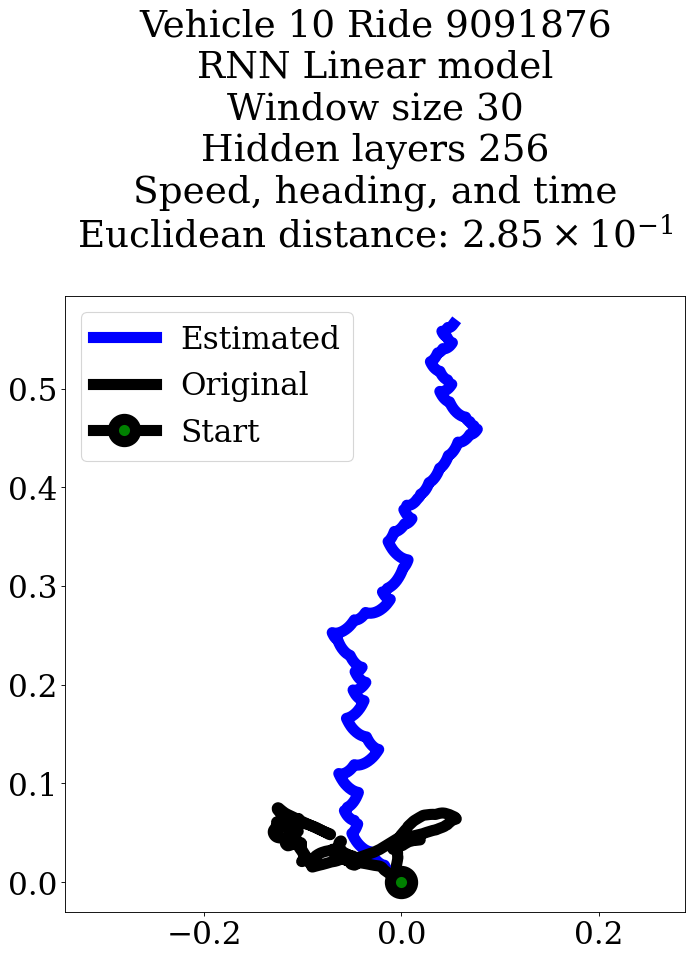 Vehicle 10 Ride 9091876
RNN Linear model
Window size 30
Hidden layers 256
Speed, heading, and time
Euclidean distance: 2.85 × 10⁻¹
Estimated
Original
Start
0.5
0.4
0.3
0.2
0.1
0.0
−0.2 0.0 0.2